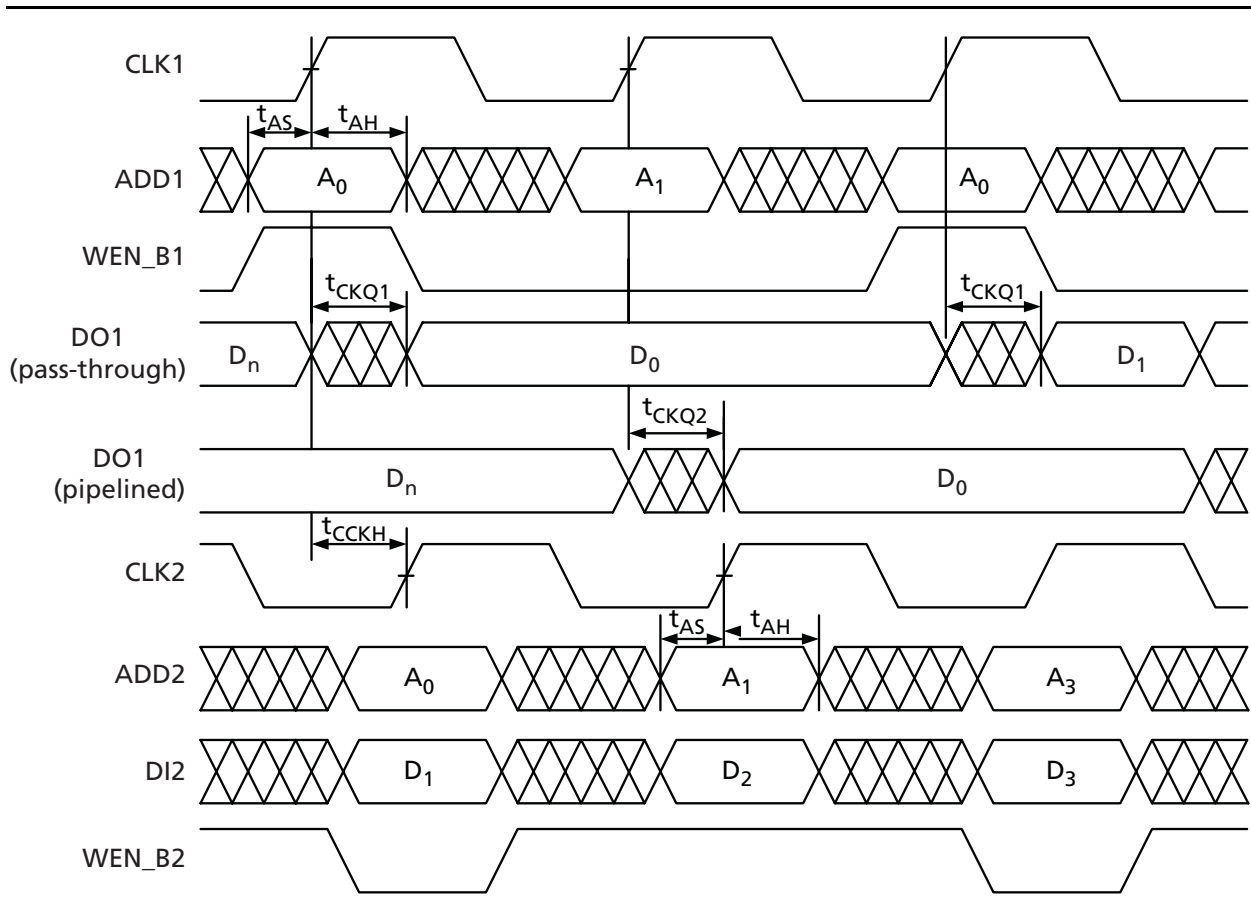 CLK1
tAS tAH
ADD1 A0 A1 A0
WEN_B1
tCKQ1 tCKQ1
DO1
(pass-through) Dn D0 D1
tCKQ2
DO1
(pipelined) Dn D0
tCCKH
CLK2
tAS tAH
ADD2 A0 A1 A3
DI2 D1 D2 D3
WEN_B2